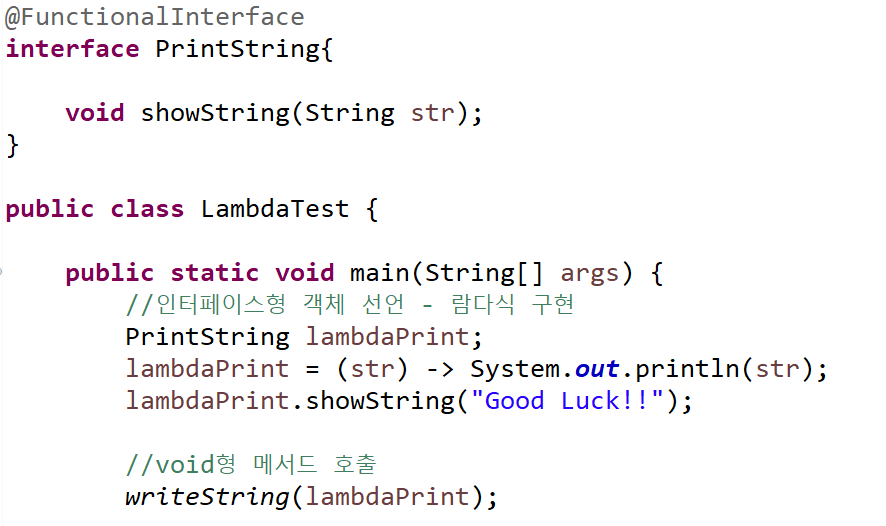 @FunctionalInterface
interface PrintString{
void showString(String str);
}
public class LambdaTest {
public static void main(String[] args) {
//인터페이스형 객체 선언 - 람다식 구현
PrintString lambdaPrint;
lambdaPrint = (str) -> System.out.println(str);
lambdaPrint.showString("Good Luck!!");
//void형 메서드 호출
writeString(lambdaPrint);